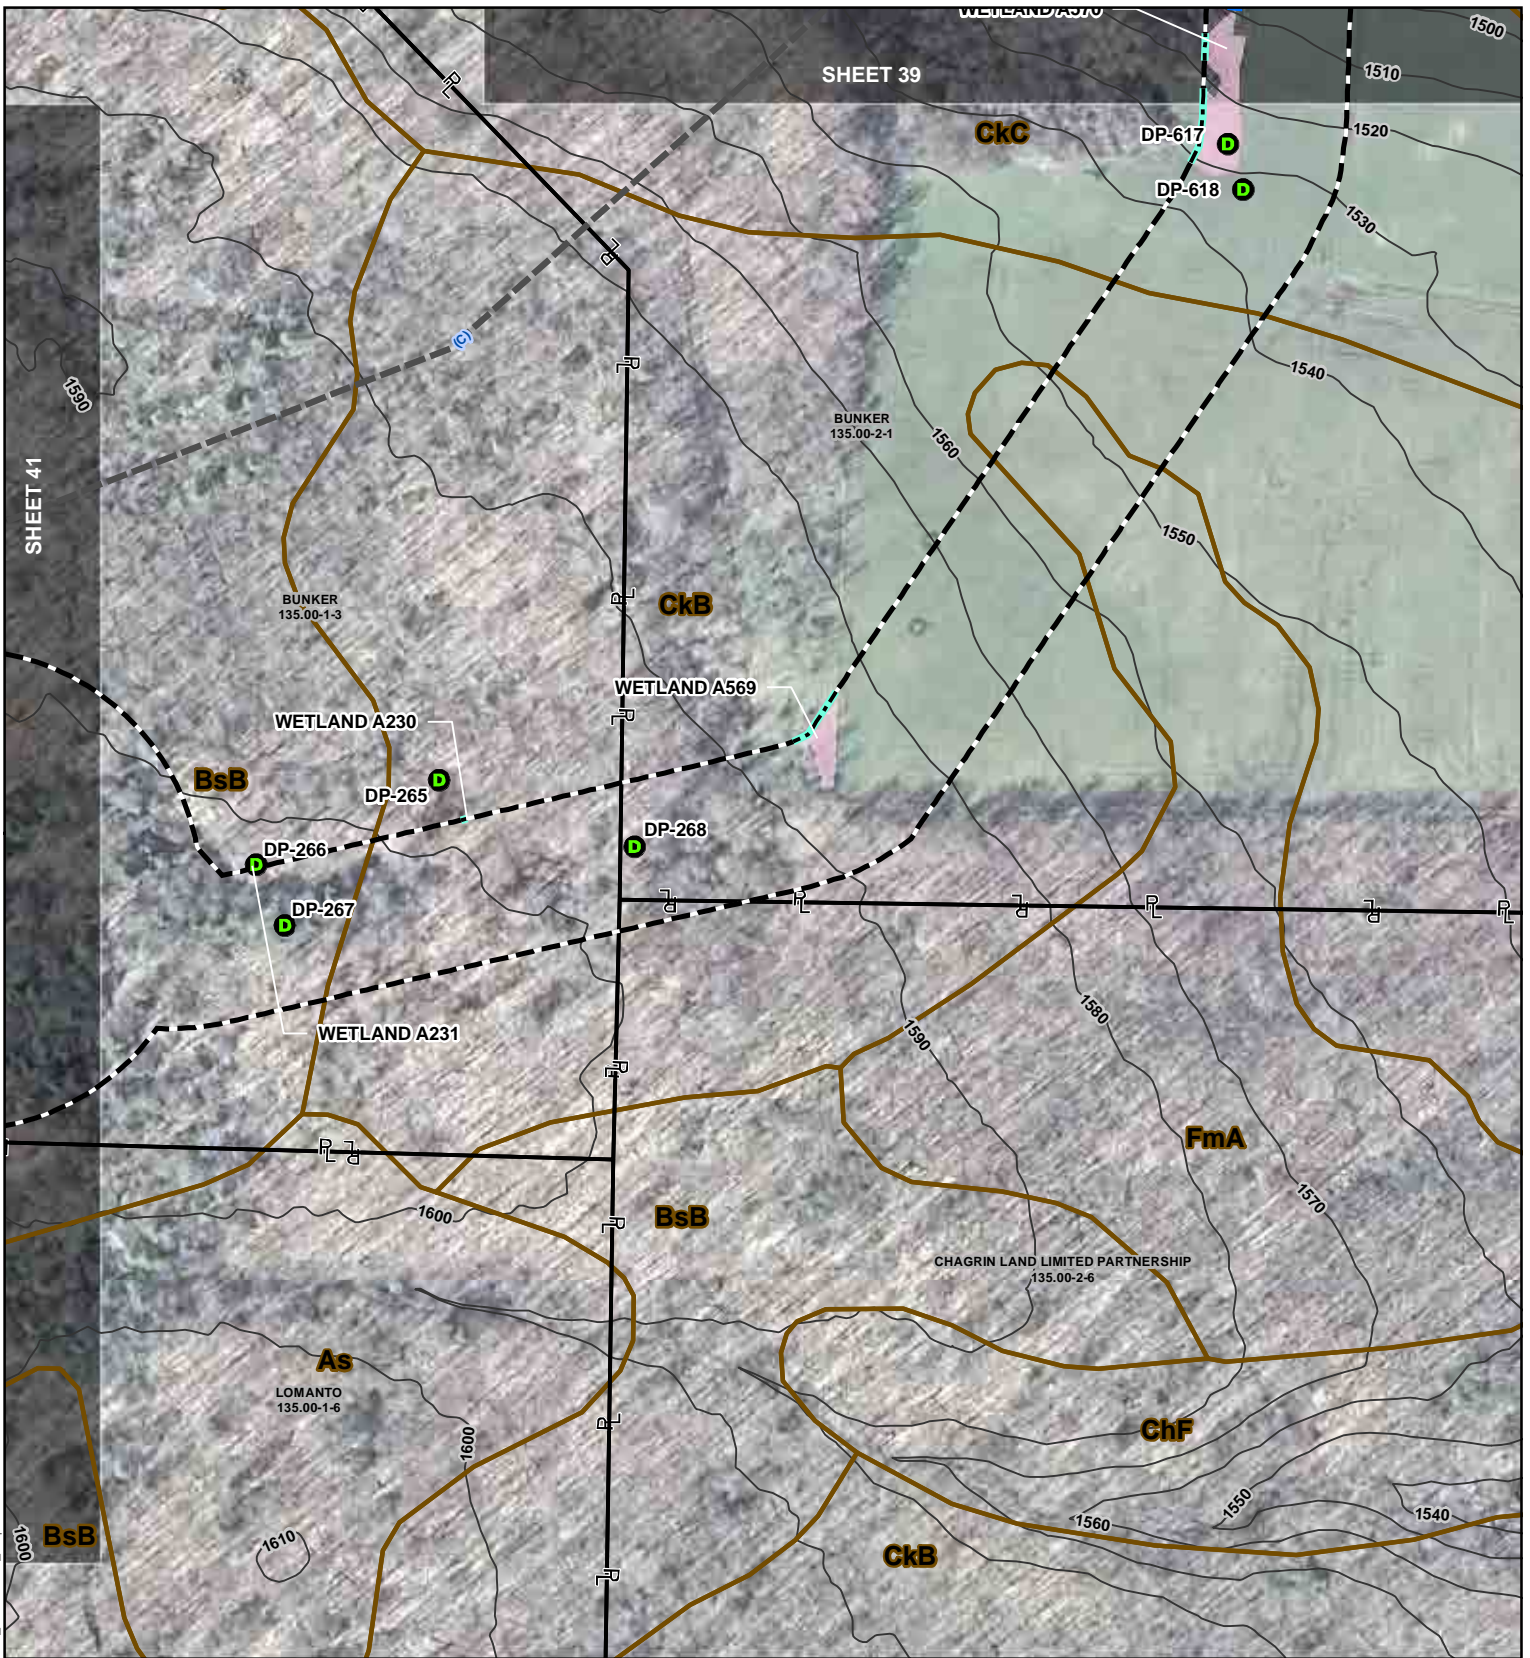 WETLAND A570
1500
SHEET 39
1510
CkC
DP-617
1520
DP-618
1530
(C)
1590
1540
BUNKER
135.00-2-1
1560
SHEET 41
1550
BUNKER
135.00-1-3
CkB
WETLAND A569
WETLAND A230
BsB
DP-265
DP-268
DP-266
DP-267
1580
1590
WETLAND A231
FmA
1570
1600
BsB
CHAGRIN LAND LIMITED PARTNERSHIP
135.00-2-6
As
LOMANTO
135.00-1-6
ChF
1600
1550
1540
1560
BsB
1600
1610
CkB